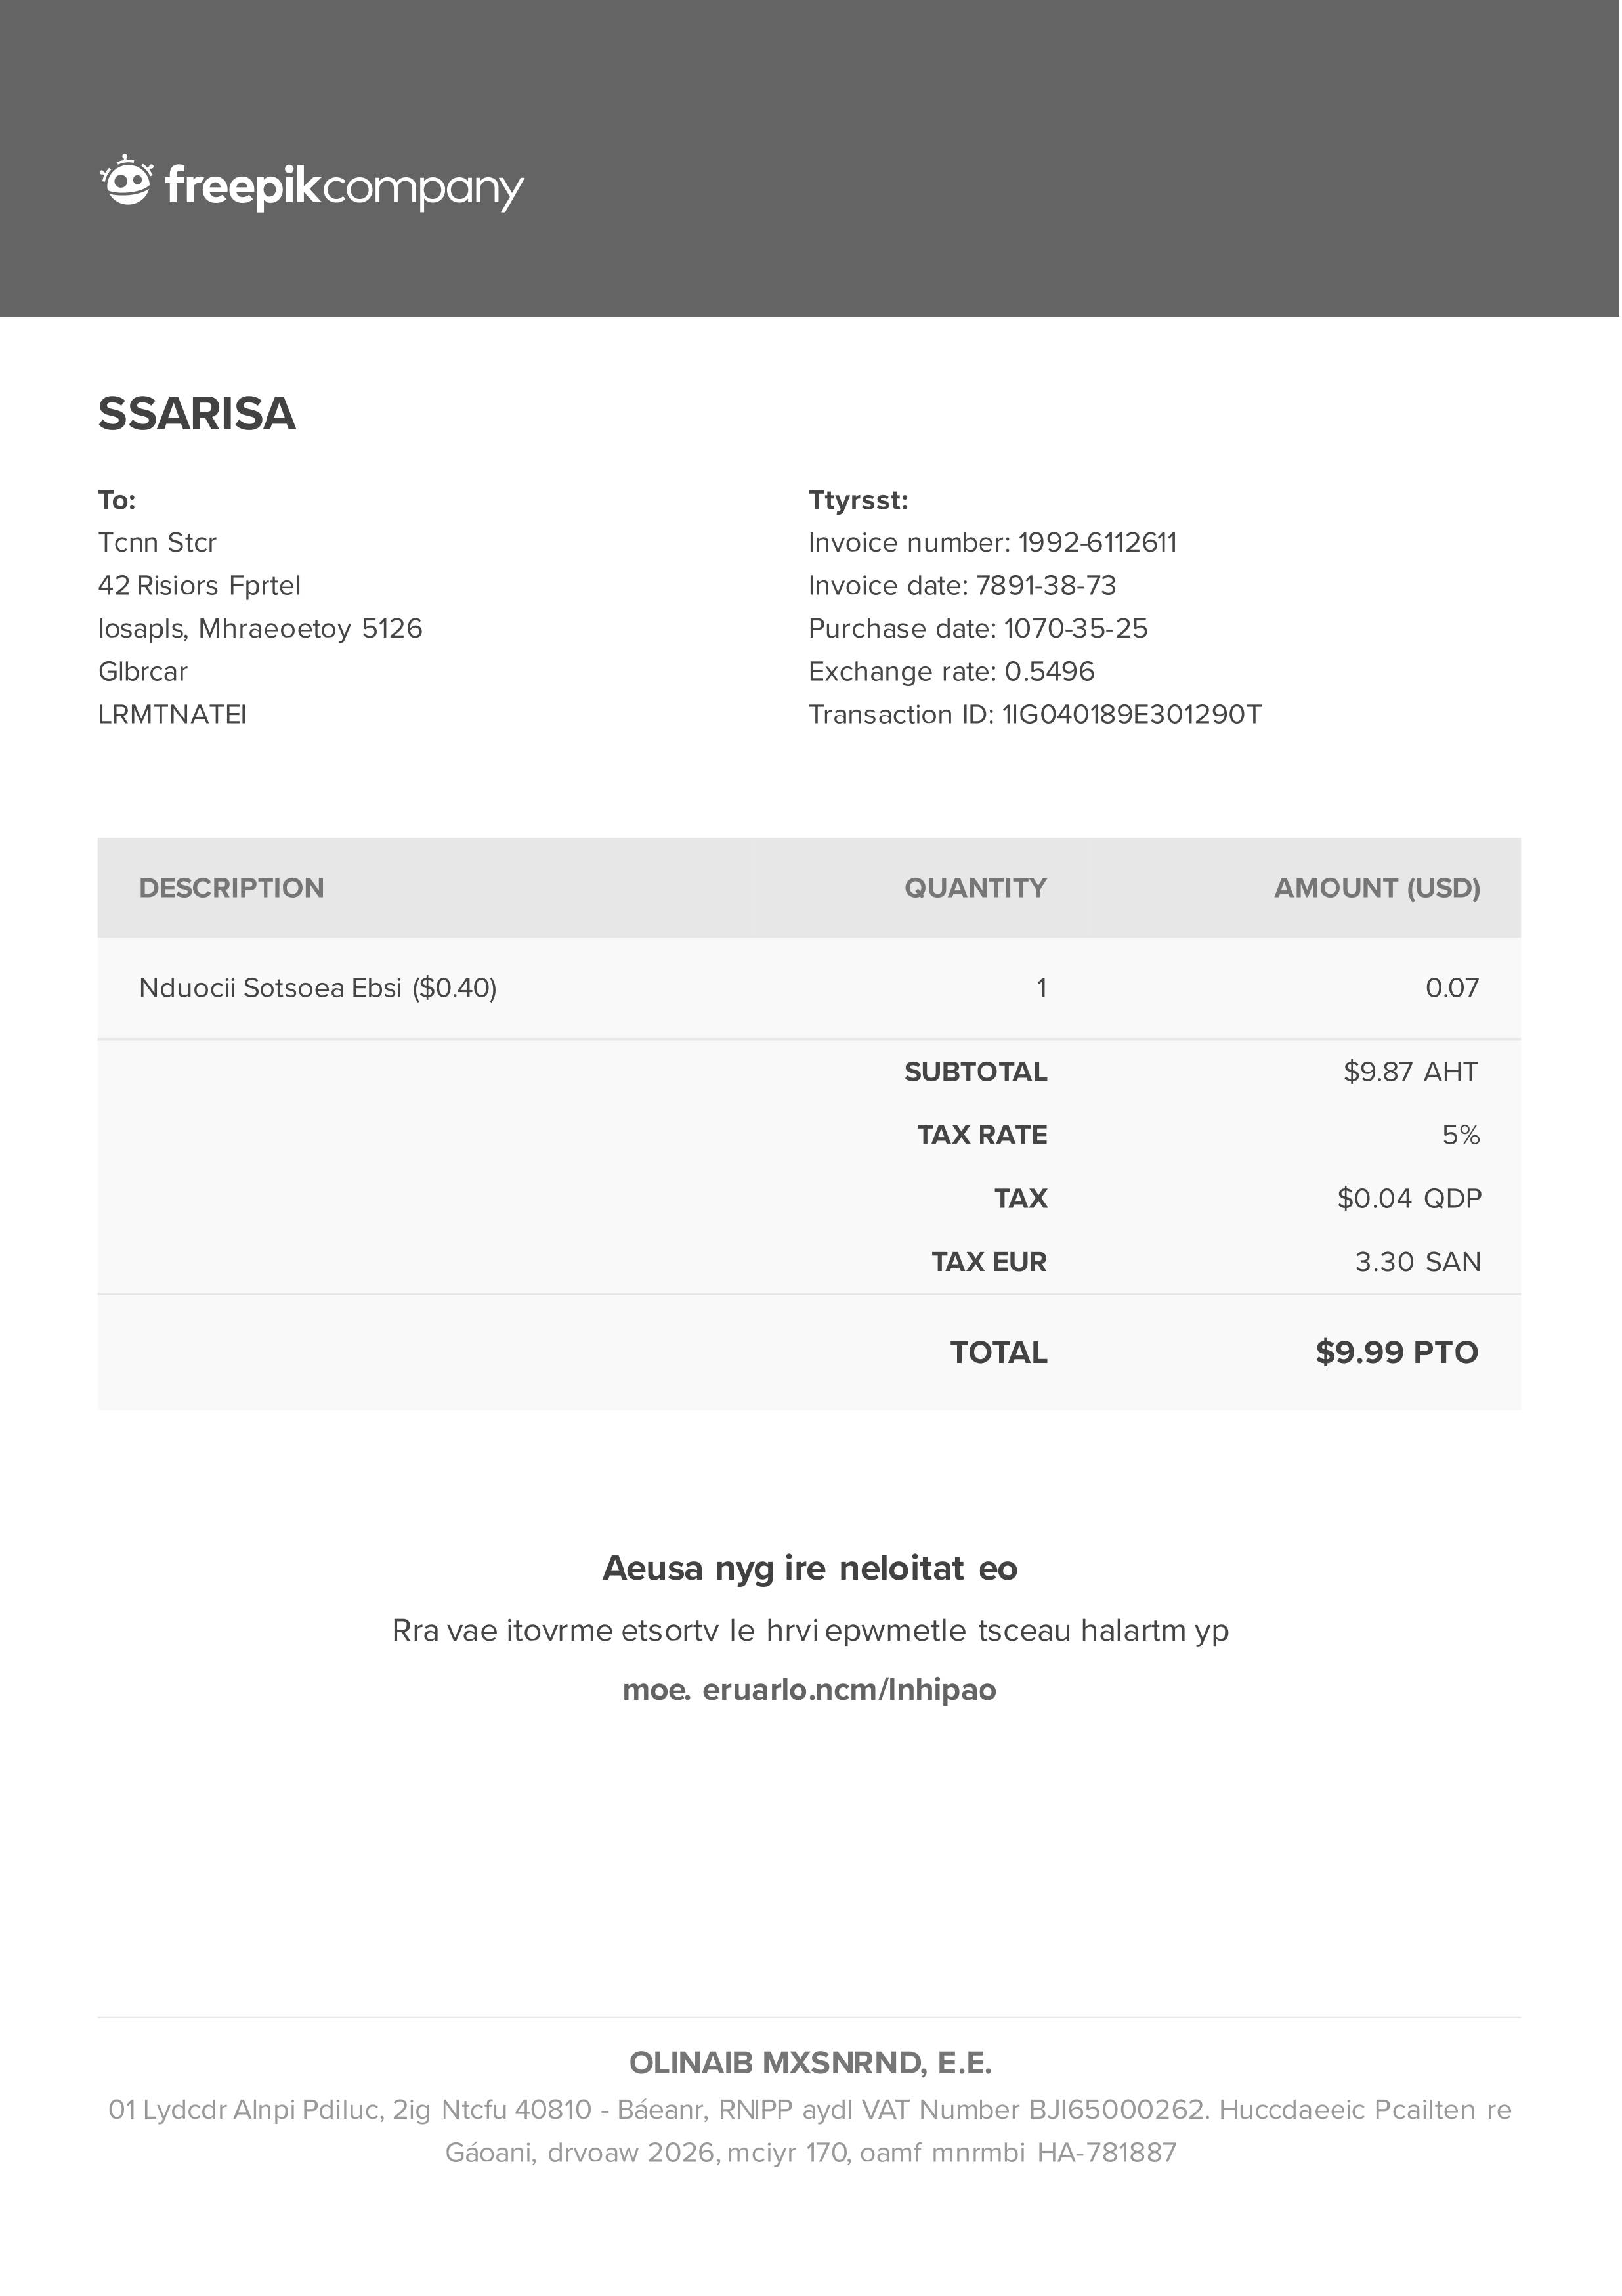 freepikcompany
SSARISA
To:
Tcnn Stcr
42 Risiors Fprtel
Iosapls, Mhraeoetoy 5126
Glbrcar
LRMTNATEI
Ttyrsst:
Invoice number: 1992-6112611
Invoice date: 7891-38-73
Purchase date: 1070-35-25
Exchange rate: 0.5496
Transaction ID: 1IG040189E301290T
DESCRIPTION QUANTITY AMOUNT (USD)
Nduocii Sotsoea Ebsi ($0.40) 1 0.07
SUBTOTAL $9.87 AHT
TAX RATE 5%
TAX $0.04 QDP
TAX EUR 3.30 SAN
TOTAL $9.99 PTO
Aeusa nyg ire neloitat eo
Rra vae itovrme etsortv le hrvi epwmetle tsceau halartm yp
moe. eruarlo.ncm/lnhipao
OLINAIB MXSNRND, E.E.
01 Lydcdr Alnpi Pdiluc, 2ig Ntcfu 40810 - Báeanr, RNIPP aydl VAT Number BJI65000262. Huccdaeeic Pcailten re
Gáoani, drvoaw 2026, mciyr 170, oamf mnrmbi HA-781887